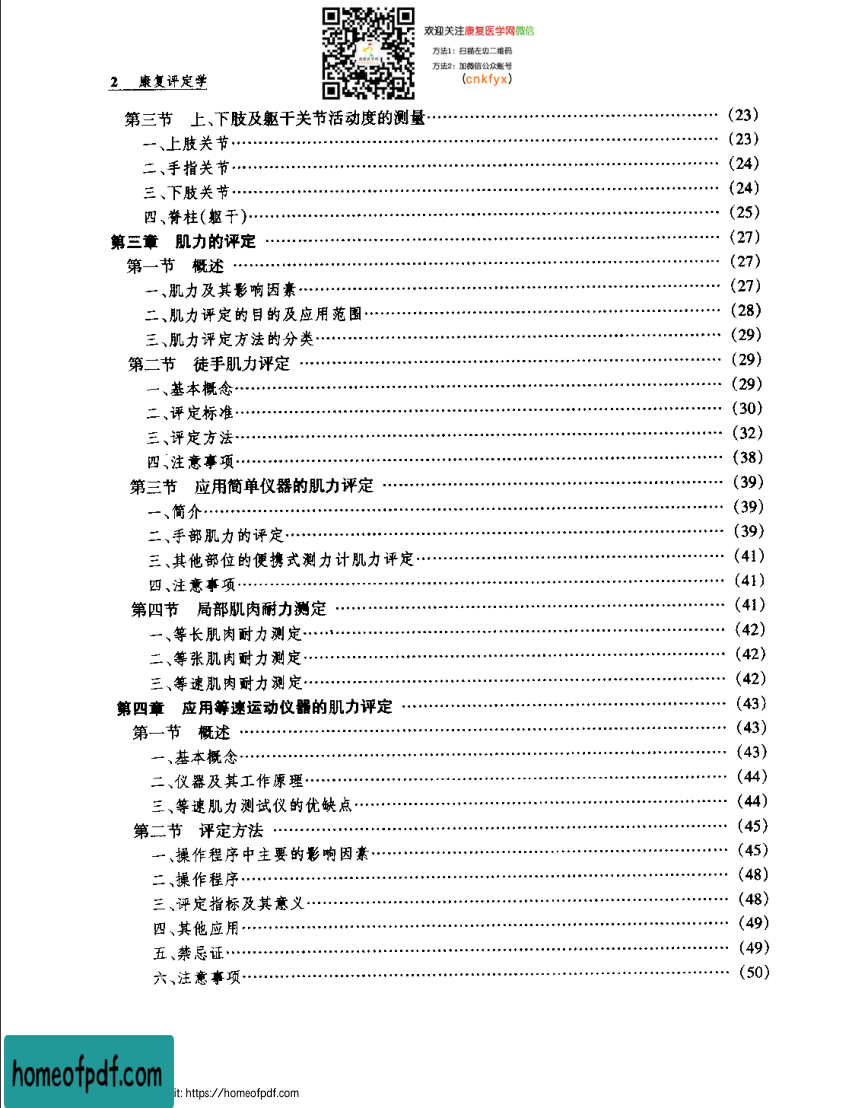 欢迎关注康复医学网微信
方法1：扫描左边二维码
方法2：加微信公众账号
(cnkfyx)
2 康复评定学
第三节 上、下肢及躯干关节活动度的测量……(23)
一、上肢关节……(23)
二、手指关节……(24)
三、下肢关节……(24)
四、脊柱(躯干)……(25)
第三章 肌力的评定……(27)
第一节 概述……(27)
一、肌力及其影响因素……(27)
二、肌力评定的目的及应用范围……(28)
三、肌力评定方法的分类……(29)
第二节 徒手肌力评定……(29)
一、基本概念……(29)
二、评定标准……(30)
三、评定方法……(32)
四、注意事项……(38)
第三节 应用简单仪器的肌力评定……(39)
一、简介……(39)
二、手部肌力的评定……(39)
三、其他部位的便携式测力计肌力评定……(41)
四、注意事项……(41)
第四节 局部肌肉耐力测定……(41)
一、等长肌肉耐力测定……(42)
二、等张肌肉耐力测定……(42)
三、等速肌肉耐力测定……(42)
第四章 应用等速运动仪器的肌力评定……(43)
第一节 概述……(43)
一、基本概念……(43)
二、仪器及其工作原理……(44)
三、等速肌力测试仪的优缺点……(44)
第二节 评定方法……(45)
一、操作程序中主要的影响因素……(45)
二、操作程序……(48)
三、评定指标及其意义……(48)
四、其他应用……(49)
五、禁忌证……(49)
六、注意事项……(50)
homeofpdf.com
it: https://homeofpdf.com